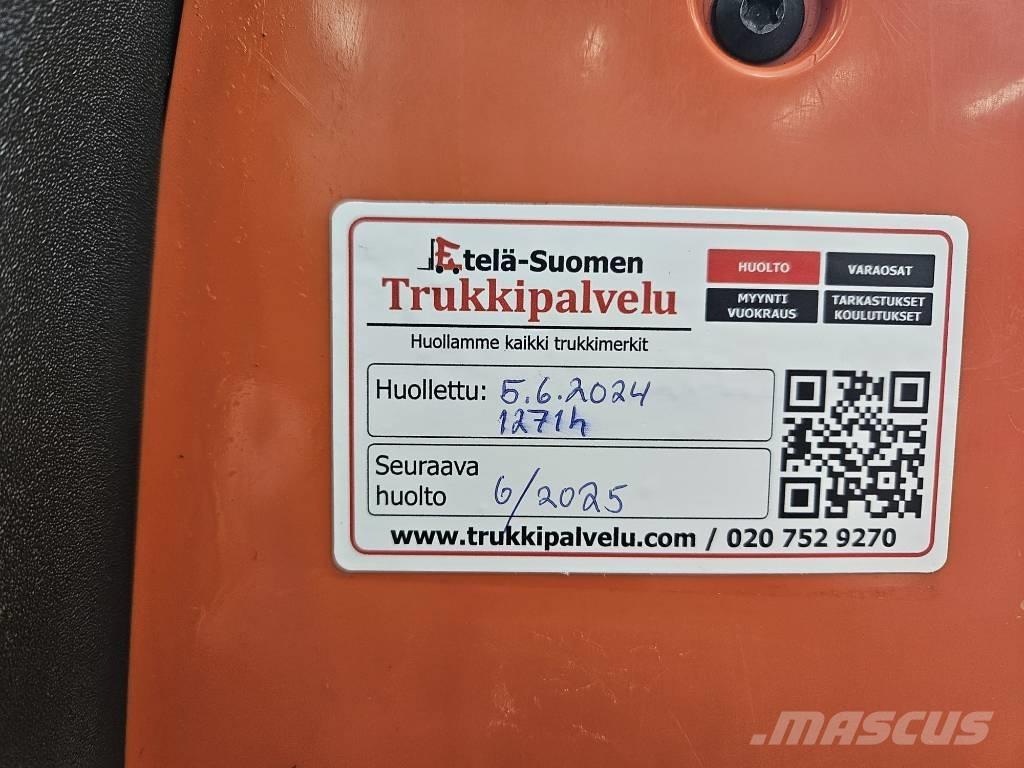 Etelä-Suomen
Trukkipalvelu
Huollamme kaikki trukkimerkit
HUOLTO
VARAOSAT
MYYNTI
VUOKRAUS
TARKASTUKSET
KOULUTUKSET
Huollettu: 5.6.2024
1271h
Seuraava
huolto 6/2025
www.trukkipalvelu.com / 020 752 9270
MASCUS